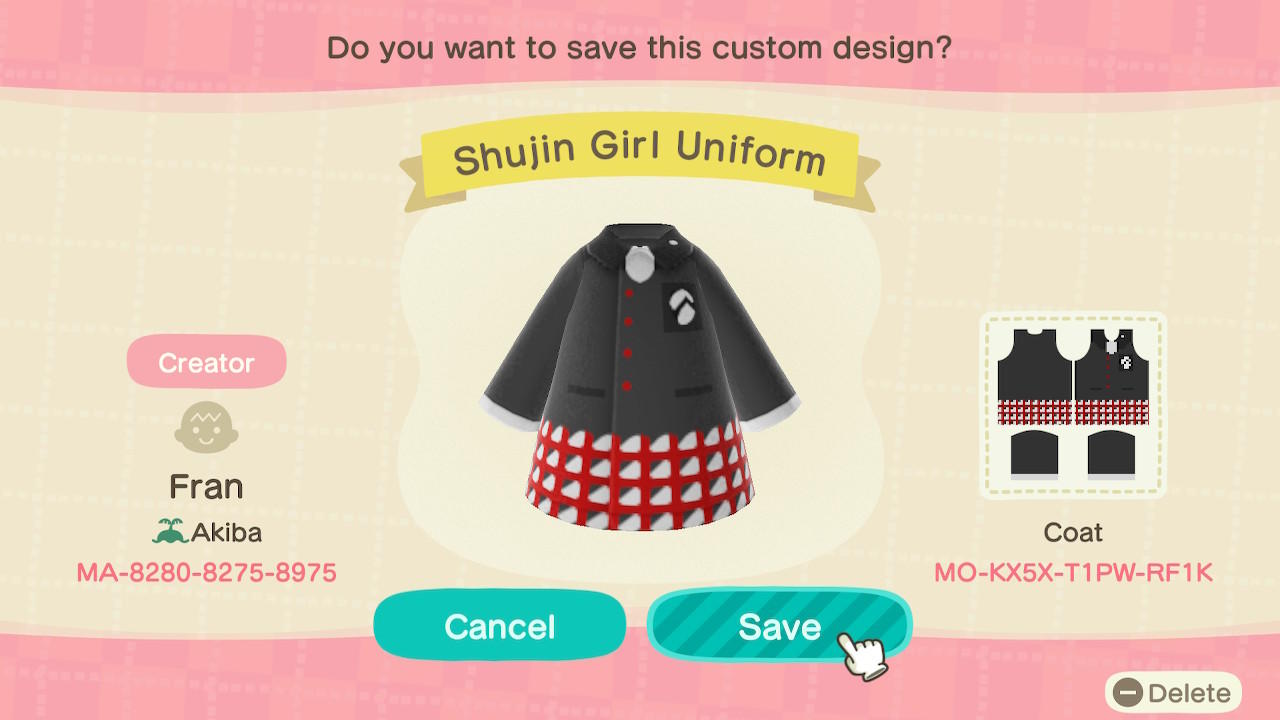 Do you want to save this custom design?
Shujin Girl Uniform
Creator
Fran
Akiba
MA-8280-8275-8975
Coat
MO-KX5X-T1PW-RF1K
Cancel
Save
Delete